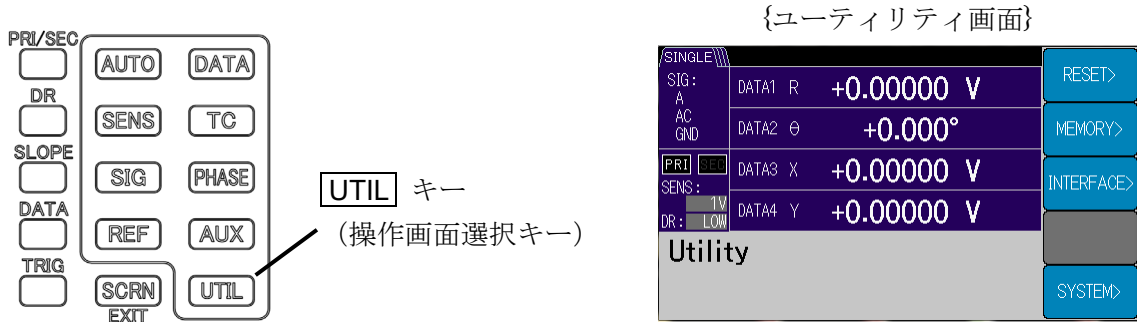 PRI/SEC
AUTO DATA
DR
SENS TC
SLOPE
SIG PHASE
DATA
REF AUX
TRIG
SCRN UTIL
EXIT
UTIL キー
(操作画面選択キー)
{ユーティリティ画面}
SINGLE
SIG:
A
AC
GND
DATA1 R +0.00000 V
DATA2 θ +0.000°
PRI SEC
SENS:
1V
DR: LOW
DATA3 X +0.00000 V
DATA4 Y +0.00000 V
Utility
RESET>
MEMORY>
INTERFACE>
SYSTEM>